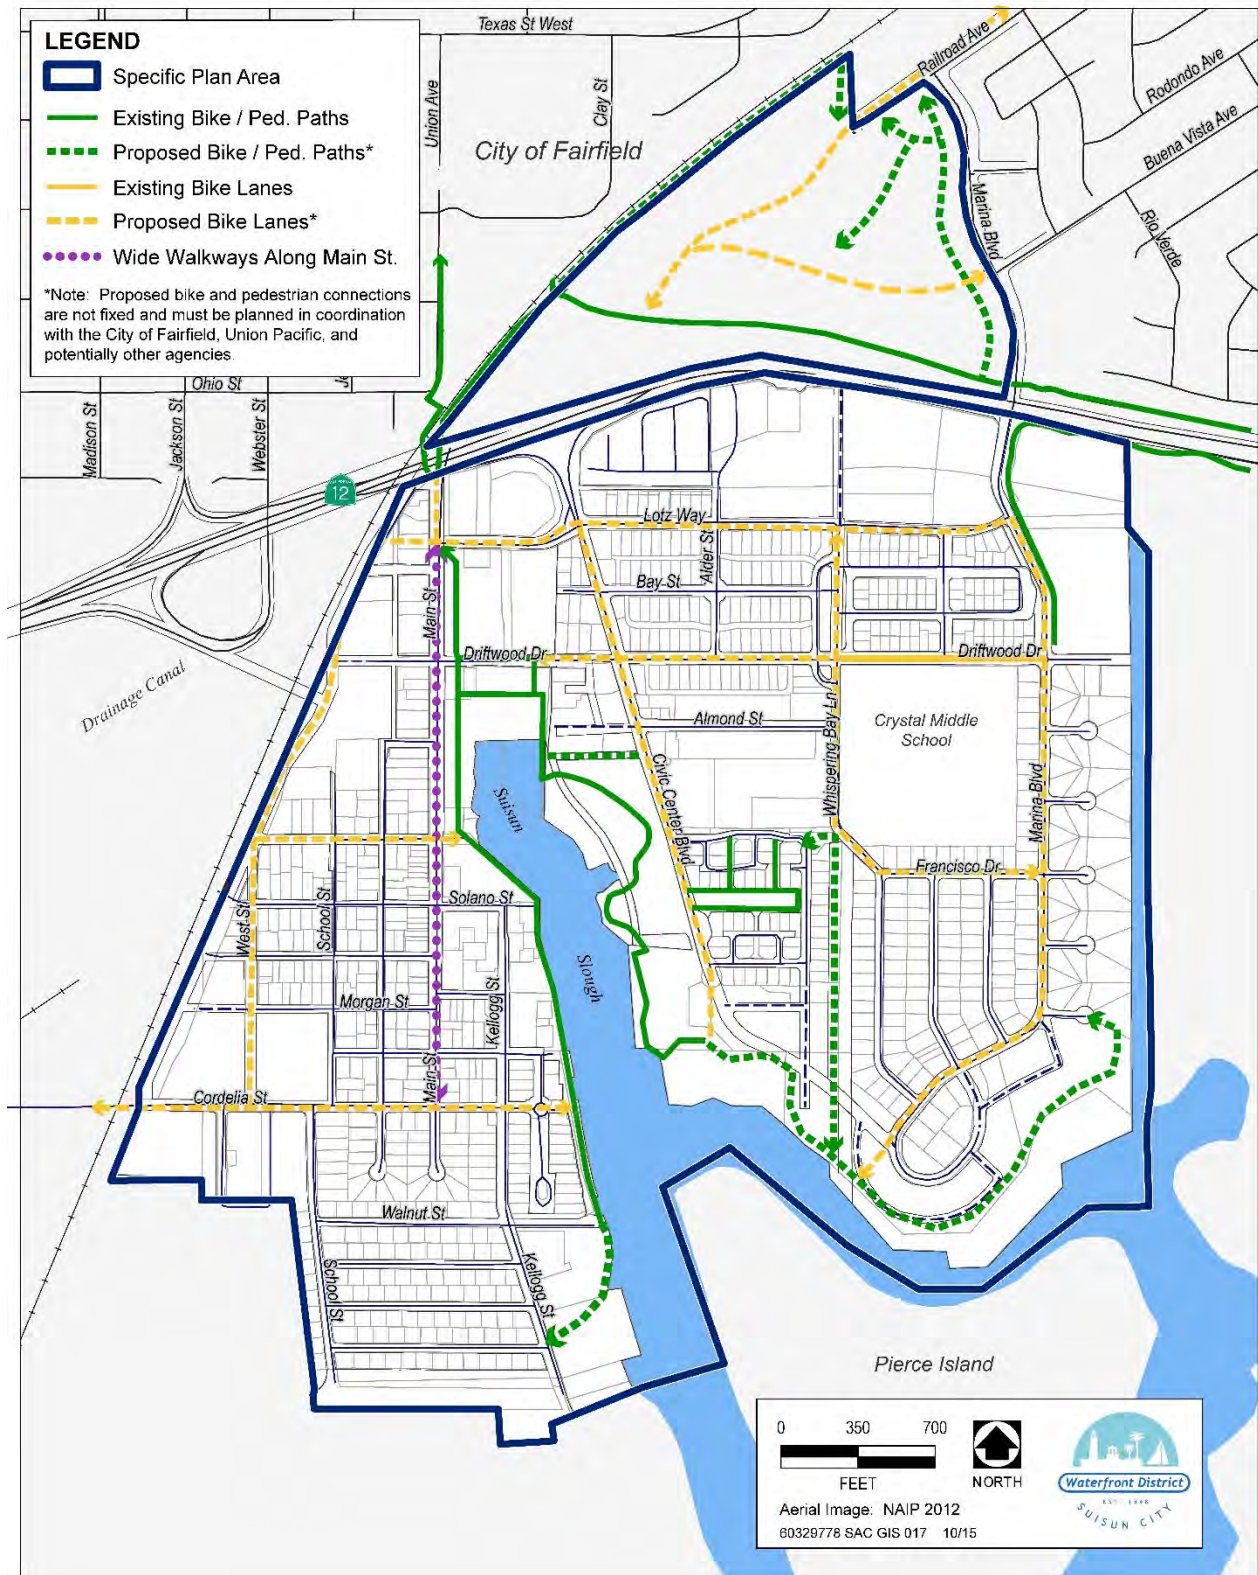 LEGEND
Specific Plan Area
Existing Bike / Ped. Paths
Proposed Bike / Ped. Paths*
Existing Bike Lanes
Proposed Bike Lanes*
Wide Walkways Along Main St.
*Note: Proposed bike and pedestrian connections
are not fixed and must be planned in coordination
with the City of Fairfield, Union Pacific, and
potentially other agencies.
Texas St West
Union Ave
Clay St
Railroad Ave
Rodondo Ave
Buena Vista Ave
City of Fairfield
Marina Blvd
Rio Verde
Ohio St
Madison St
Jackson St
Webster St
12
Lotz Way
Alder St
Bay St
Main St
Driftwood Dr
Driftwood Dr
Drainage Canal
Almond St
Crystal Middle
School
Whispering Bay Ln
Civic Center Blvd
Marina Blvd
Suisun
Francisco Dr
Solano St
School St
West St
Slough
Kellogg St
Morgan St
Main St
Cordelia St
Walnut St
School St
Kellogg St
Pierce Island
0 350 700
FEET
NORTH
Aerial Image: NAIP 2012
60329778 SAC GIS 017 10/15
Waterfront District
SUISUN CITY